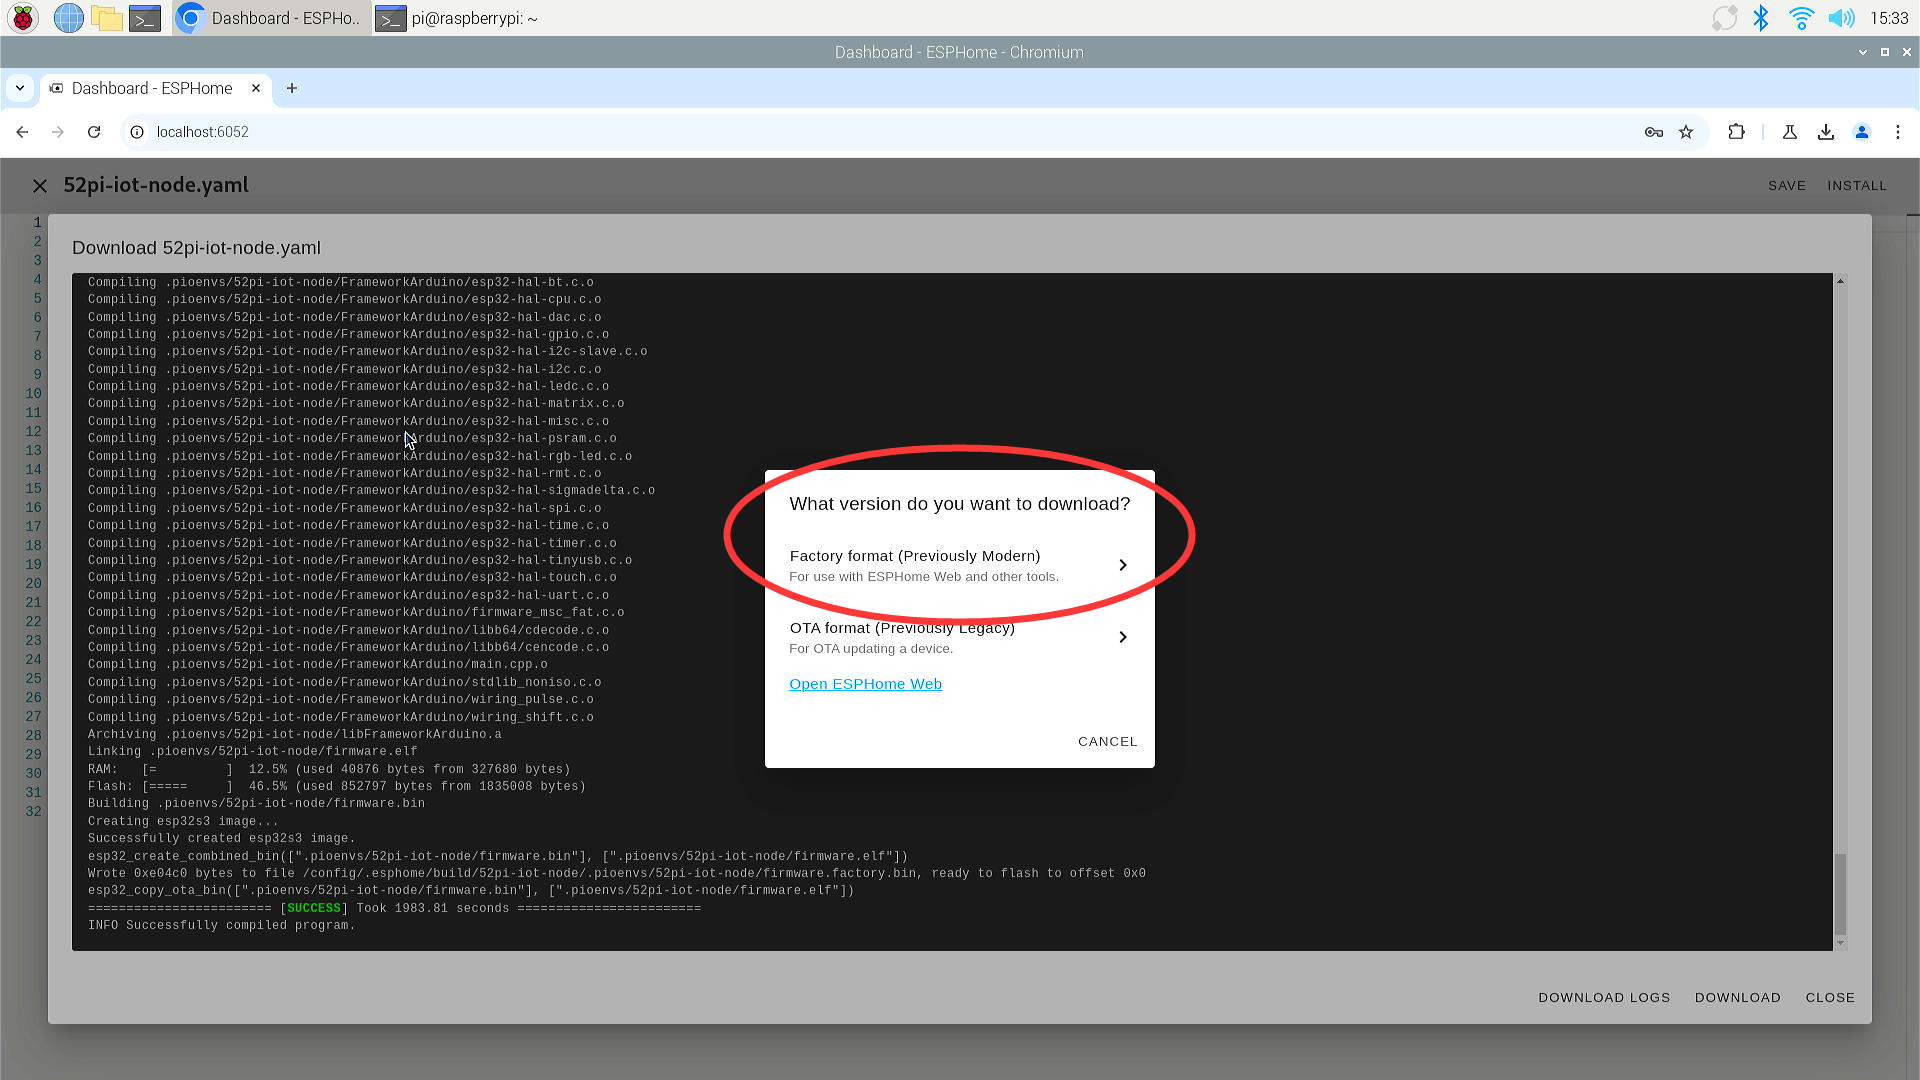 Dashboard - ESPHo..
pi@raspberrypi: ~
15:33
Dashboard - ESPHome - Chromium
Dashboard - ESPHome
localhost:6052
52pi-iot-node.yaml
SAVE
INSTALL
1
2
3
4
5
6
7
8
9
10
11
12
13
14
15
16
17
18
19
20
21
22
23
24
25
26
27
28
29
30
31
32
Download 52pi-iot-node.yaml
Compiling .pioenvs/52pi-iot-node/FrameworkArduino/esp32-hal-bt.c.o
Compiling .pioenvs/52pi-iot-node/FrameworkArduino/esp32-hal-cpu.c.o
Compiling .pioenvs/52pi-iot-node/FrameworkArduino/esp32-hal-dac.c.o
Compiling .pioenvs/52pi-iot-node/FrameworkArduino/esp32-hal-gpio.c.o
Compiling .pioenvs/52pi-iot-node/FrameworkArduino/esp32-hal-i2c-slave.c.o
Compiling .pioenvs/52pi-iot-node/FrameworkArduino/esp32-hal-i2c.c.o
Compiling .pioenvs/52pi-iot-node/FrameworkArduino/esp32-hal-ledc.c.o
Compiling .pioenvs/52pi-iot-node/FrameworkArduino/esp32-hal-matrix.c.o
Compiling .pioenvs/52pi-iot-node/FrameworkArduino/esp32-hal-misc.c.o
Compiling .pioenvs/52pi-iot-node/FrameworkArduino/esp32-hal-psram.c.o
Compiling .pioenvs/52pi-iot-node/FrameworkArduino/esp32-hal-rgb-led.c.o
Compiling .pioenvs/52pi-iot-node/FrameworkArduino/esp32-hal-rmt.c.o
Compiling .pioenvs/52pi-iot-node/FrameworkArduino/esp32-hal-sigmadelta.c.o
Compiling .pioenvs/52pi-iot-node/FrameworkArduino/esp32-hal-spi.c.o
Compiling .pioenvs/52pi-iot-node/FrameworkArduino/esp32-hal-time.c.o
Compiling .pioenvs/52pi-iot-node/FrameworkArduino/esp32-hal-timer.c.o
Compiling .pioenvs/52pi-iot-node/FrameworkArduino/esp32-hal-tinyusb.c.o
Compiling .pioenvs/52pi-iot-node/FrameworkArduino/esp32-hal-touch.c.o
Compiling .pioenvs/52pi-iot-node/FrameworkArduino/esp32-hal-uart.c.o
Compiling .pioenvs/52pi-iot-node/FrameworkArduino/firmware_msc_fat.c.o
Compiling .pioenvs/52pi-iot-node/FrameworkArduino/libb64/cdecode.c.o
Compiling .pioenvs/52pi-iot-node/FrameworkArduino/libb64/cencode.c.o
Compiling .pioenvs/52pi-iot-node/FrameworkArduino/main.cpp.o
Compiling .pioenvs/52pi-iot-node/FrameworkArduino/stdlib_noniso.c.o
Compiling .pioenvs/52pi-iot-node/FrameworkArduino/wiring_pulse.c.o
Compiling .pioenvs/52pi-iot-node/FrameworkArduino/wiring_shift.c.o
Archiving .pioenvs/52pi-iot-node/libFrameworkArduino.a
Linking .pioenvs/52pi-iot-node/firmware.elf
RAM:   [=         ]  12.5% (used 40876 bytes from 327680 bytes)
Flash: [=====     ]  46.5% (used 852797 bytes from 1835008 bytes)
Building .pioenvs/52pi-iot-node/firmware.bin
Creating esp32s3 image...
Successfully created esp32s3 image.
esp32_create_combined_bin([".pioenvs/52pi-iot-node/firmware.bin"], [".pioenvs/52pi-iot-node/firmware.elf"])
Wrote 0xe04c0 bytes to file /config/.esphome/build/52pi-iot-node/.pioenvs/52pi-iot-node/firmware.factory.bin, ready to flash to offset 0x0
esp32_copy_ota_bin([".pioenvs/52pi-iot-node/firmware.bin"], [".pioenvs/52pi-iot-node/firmware.elf"])
======================== [SUCCESS] Took 1983.81 seconds ========================
INFO Successfully compiled program.
What version do you want to download?
Factory format (Previously Modern)
For use with ESPHome Web and other tools.
OTA format (Previously Legacy)
For OTA updating a device.
Open ESPHome Web
CANCEL
DOWNLOAD LOGS
DOWNLOAD
CLOSE